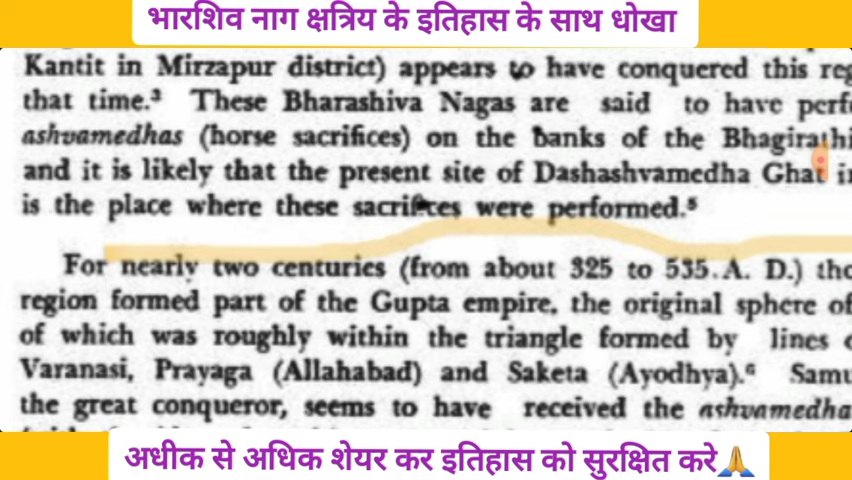 भारशिव नाग क्षत्रिय के इतिहास के साथ धोखा
Kantit in Mirzapur district) appears to have conquered this reg
that time.³ These Bharashiva Nagas are said to have perf
ashvamedhas (horse sacrifices) on the banks of the Bhagirathi
and it is likely that the present site of Dashashvamedha Ghat i
is the place where these sacrifices were performed.⁵
For nearly two centuries (from about 325 to 535. A. D.) the
region formed part of the Gupta empire, the original sphere of
of which was roughly within the triangle formed by lines
Varanasi, Prayaga (Allahabad) and Saketa (Ayodhya).⁶ Samu
the great conqueror, seems to have received the ashvamedha
अधीक से अधिक शेयर कर इतिहास को सुरक्षित करे🙏